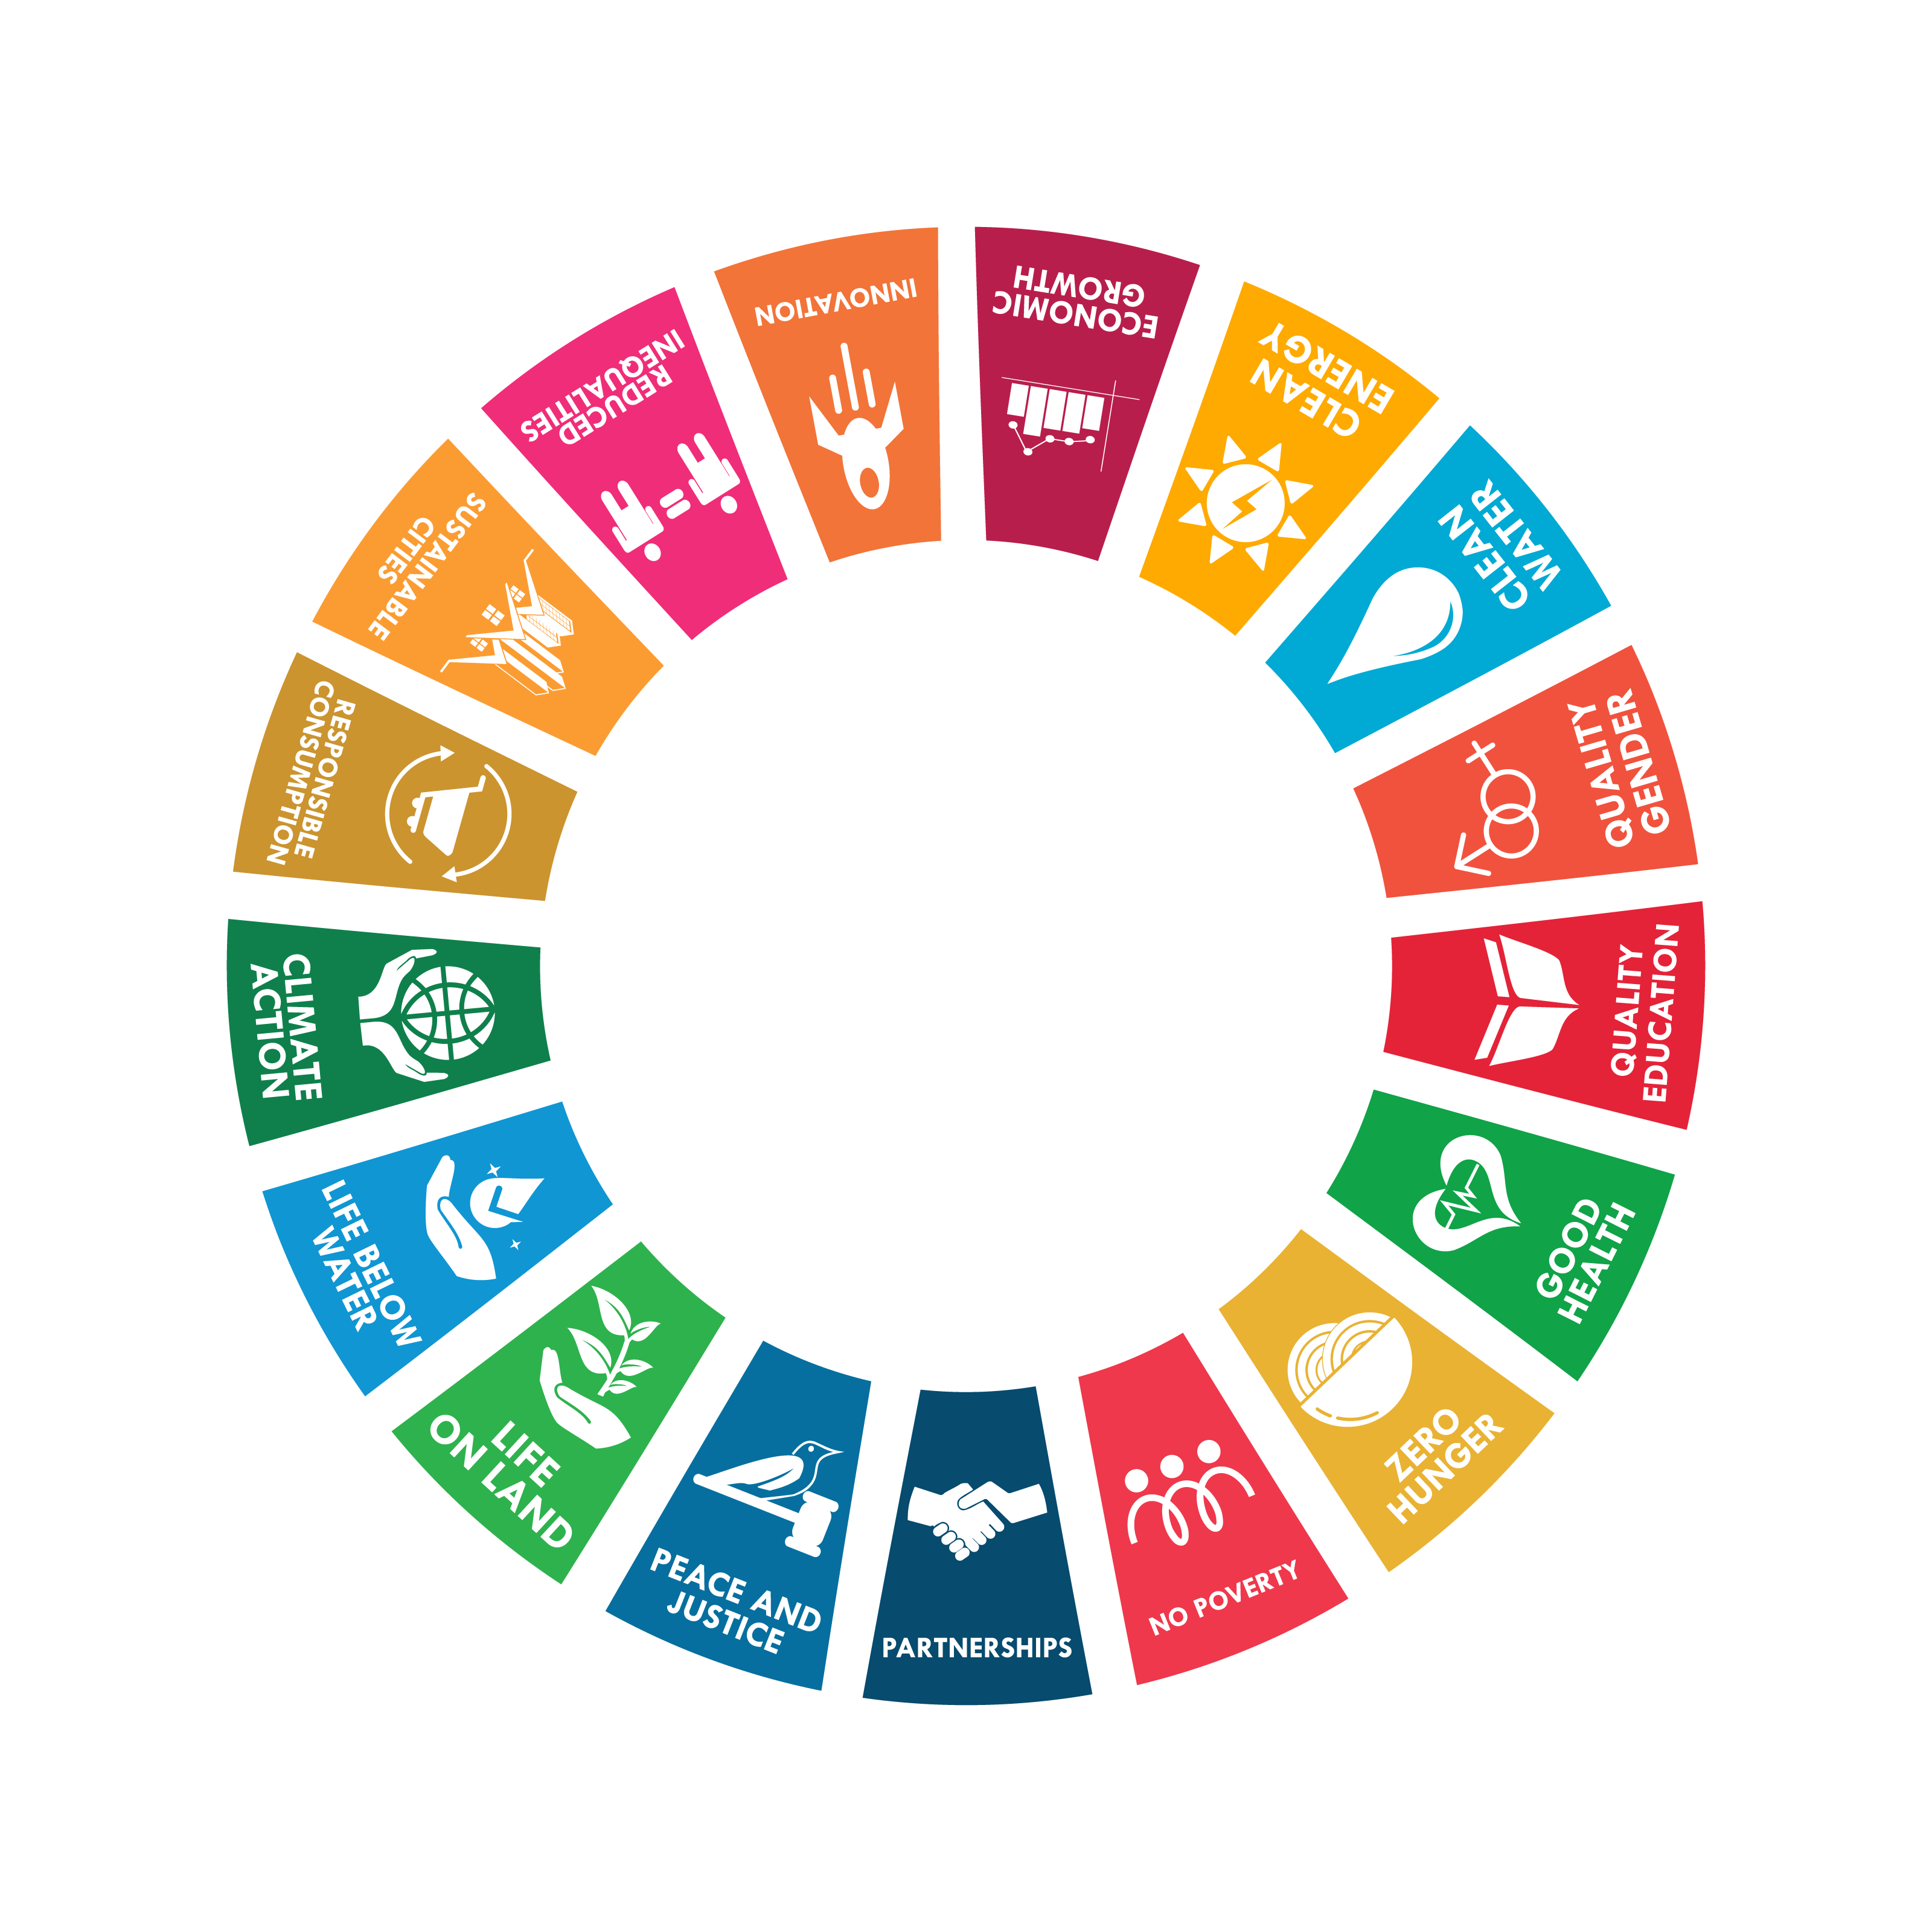 NO POVERTY
ZERO
HUNGER
GOOD
HEALTH
QUALITY
EDUCATION
QUALITY
GENDER
CLEAN
WATER
CLEAN
ENERGY
ECONOMIC
GROWTH
INNOVATION
REDUCED
INEQUALITIES
SUSTAINABLE
CITIES
RESPONSIBLE
CONSUMPTION
CLIMATE
ACTION
LIFE BELOW
WATER
LIFE
ON LAND
PEACE AND
JUSTICE
PARTNERSHIPS